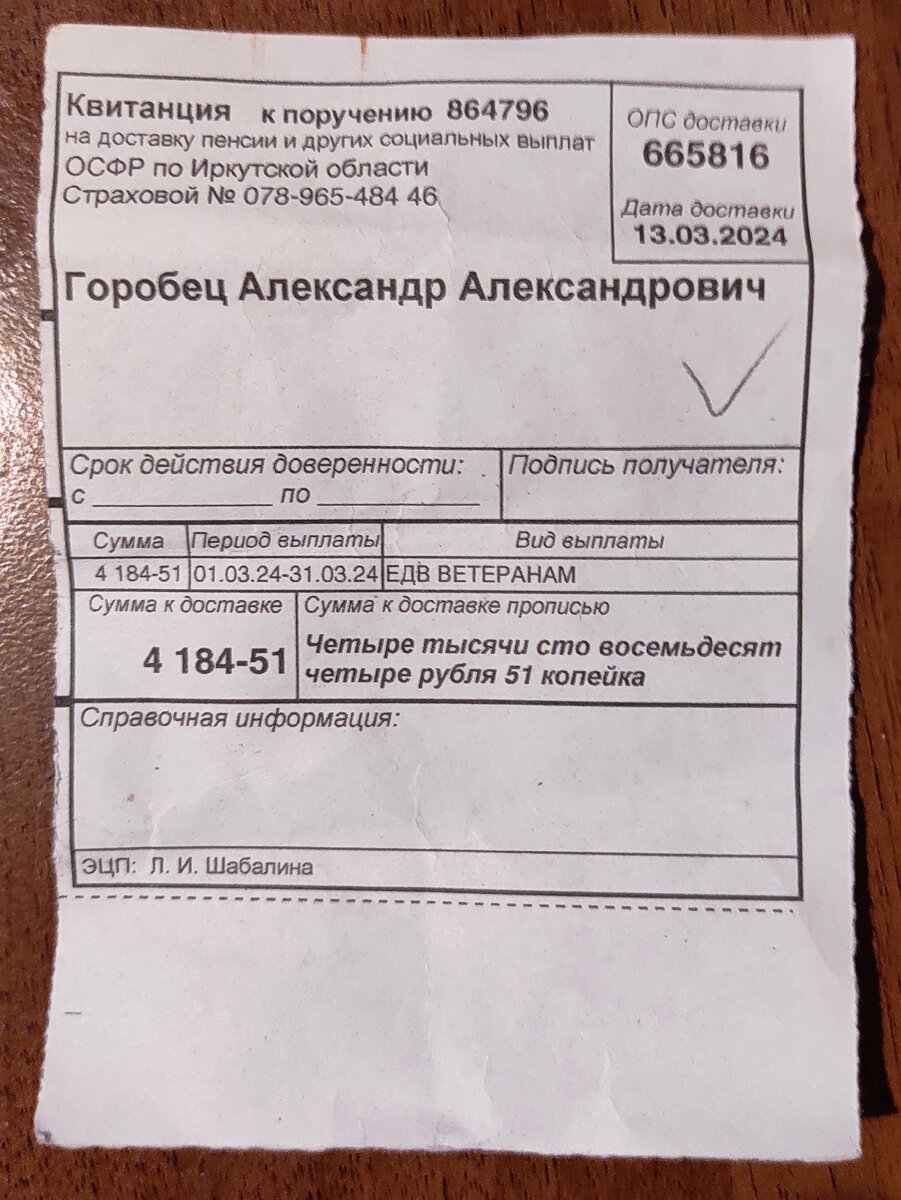 Квитанция к поручению 864796
на доставку пенсии и других социальных выплат
ОСФР по Иркутской области
Страховой № 078-965-484 46
ОПС доставки
665816
Дата доставки
13.03.2024
Горобец Александр Александрович
Срок действия доверенности:
с ____________ по ____________
Подпись получателя:
Сумма Период выплаты Вид выплаты
4 184-51 01.03.24-31.03.24 ЕДВ ВЕТЕРАНАМ
Сумма к доставке
4 184-51
Сумма к доставке прописью
Четыре тысячи сто восемьдесят
четыре рубля 51 копейка
Справочная информация:
ЭЦП: Л. И. Шабалина